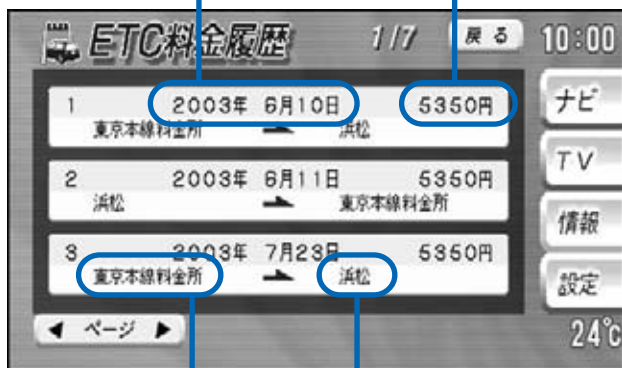 ETC料金履歴 1/7 戻る 10:00
1 2003年 6月10日 5350円
東京本線料金所 浜松
ナビ
2 2003年 6月11日 5350円
浜松 東京本線料金所
TV
情報
3 2003年 7月23日 5350円
東京本線料金所 浜松
設定
◀ ページ ▶ 24℃